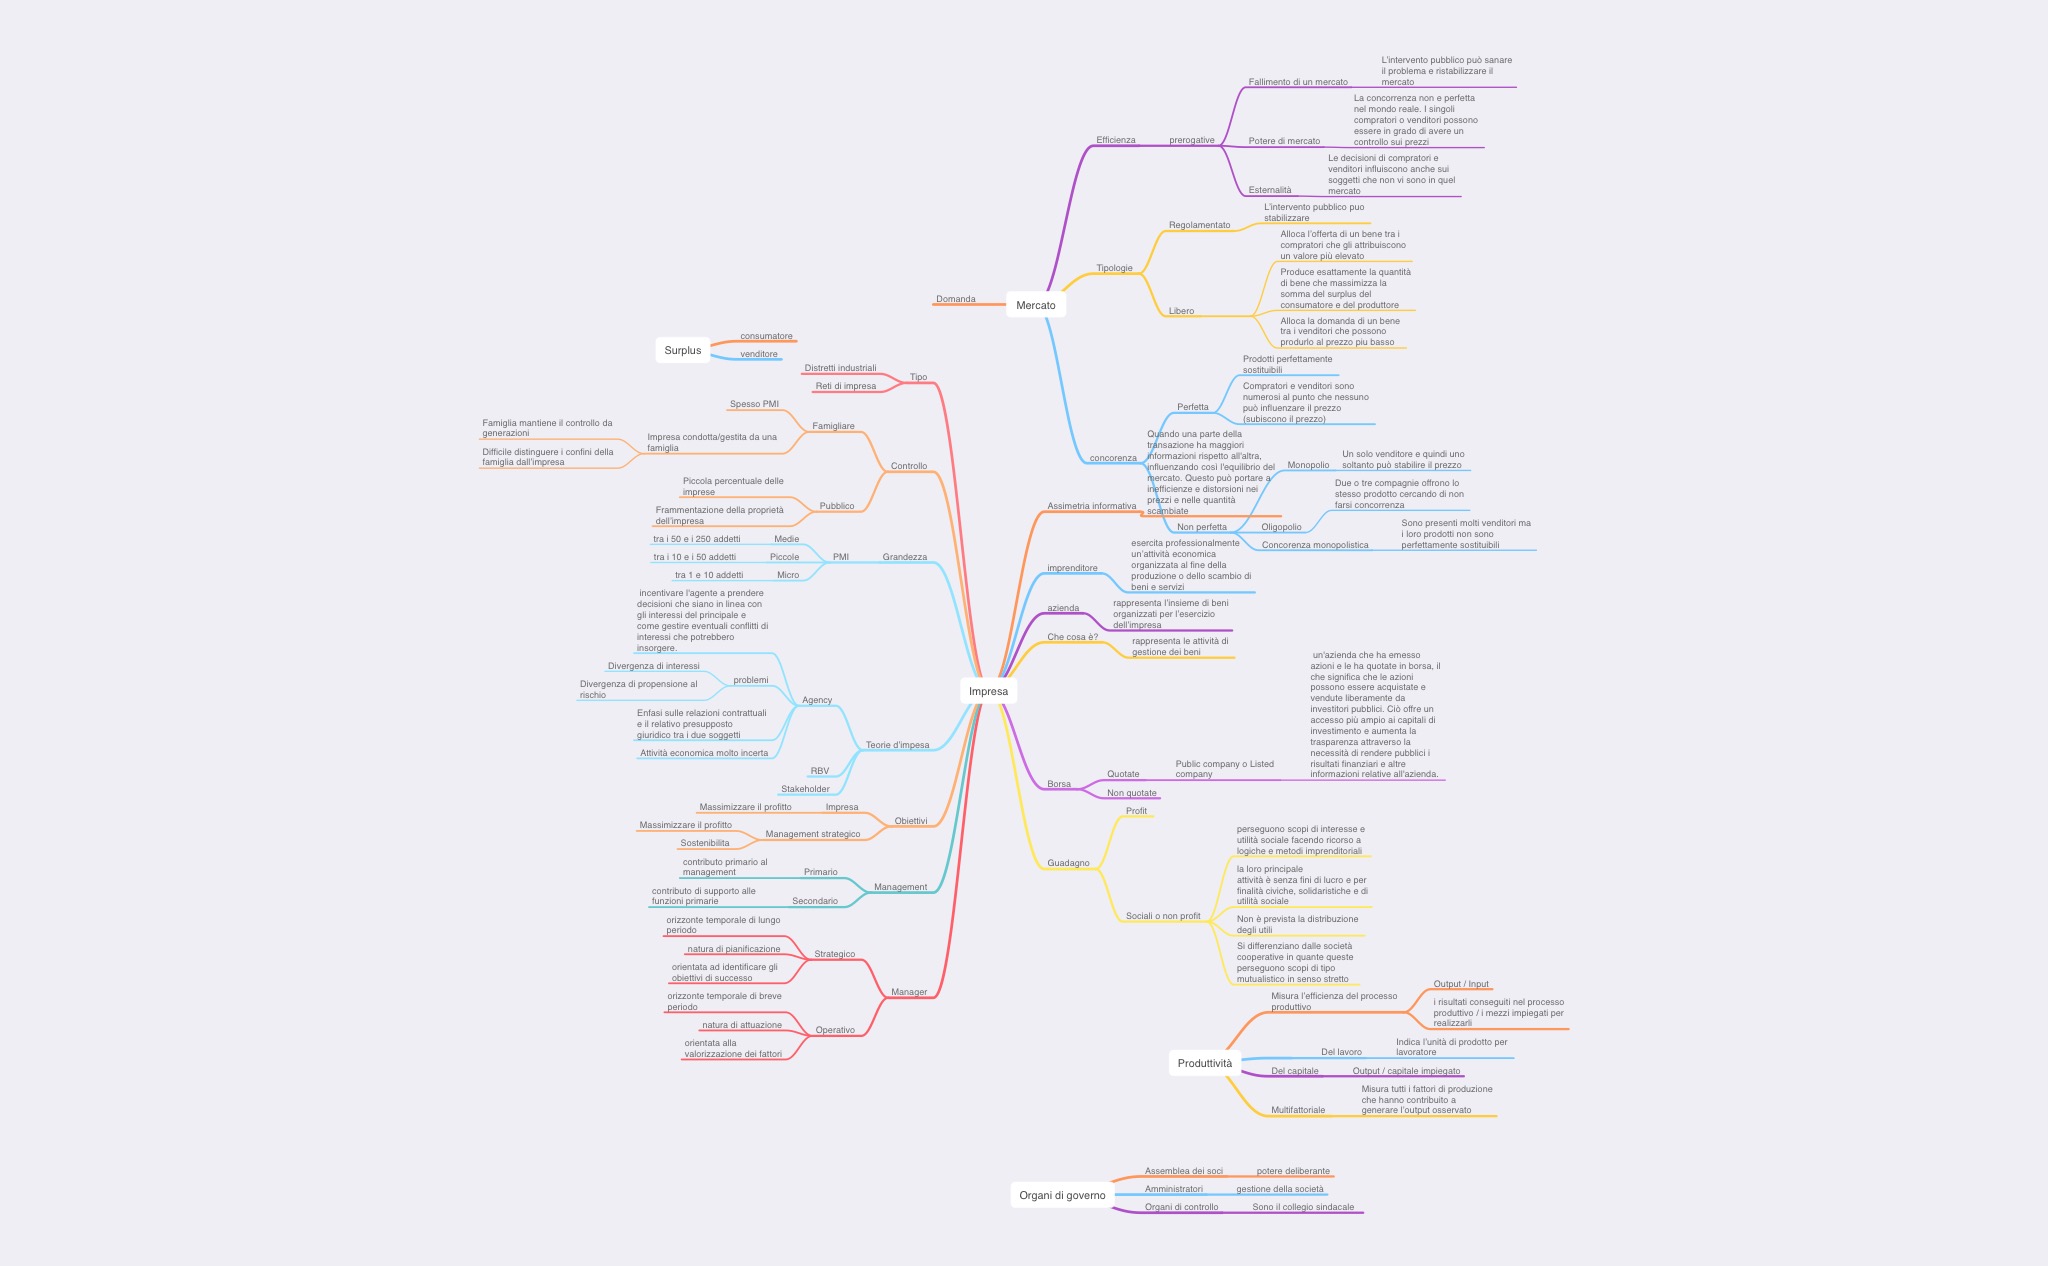 L'intervento pubblico può sanare
il problema e ristabilizzare il
mercato
Fallimento di un mercato
La concorrenza non e perfetta
nel mondo reale. I singoli
compratori o venditori possono
essere in grado di avere un
controllo sui prezzi
Efficienza
prerogative
Potere di mercato
Le decisioni di compratori e
venditori influiscono anche sui
soggetti che non vi sono in quel
mercato
Esternalità
L'intervento pubblico puo
stabilizzare
Regolamentato
Alloca l'offerta di un bene tra i
compratori che gli attribuiscono
un valore più elevato
Tipologie
Produce esattamente la quantità
di bene che massimizza la
somma del surplus del
consumatore e del produttore
Libero
Alloca la domanda di un bene
tra i venditori che possono
produrlo al prezzo piu basso
Domanda
Mercato
Prodotti perfettamente
sostituibili
Compratori e venditori sono
numerosi al punto che nessuno
può influenzare il prezzo
(subiscono il prezzo)
Perfetta
concorenza
Monopolio
Un solo venditore e quindi uno
soltanto può stabilire il prezzo
Due o tre compagnie offrono lo
stesso prodotto cercando di non
farsi concorrenza
Non perfetta
Oligopolio
Sono presenti molti venditori ma
i loro prodotti non sono
perfettamente sostituibili
Concorenza monopolistica
Surplus
consumatore
venditore
Distretti industriali
Reti di impresa
Tipo
Spesso PMI
Famigliare
Famiglia mantiene il controllo da
generazioni
Impresa condotta/gestita da una
famiglia
Difficile distinguere i confini della
famiglia dall'impresa
Controllo
Piccola percentuale delle
imprese
Pubblico
Frammentazione della proprietà
dell'impresa
tra i 50 e i 250 addetti
Medie
tra i 10 e i 50 addetti
Piccole
PMI
Grandezza
tra 1 e 10 addetti
Micro
incentivare l'agente a prendere
decisioni che siano in linea con
gli interessi del principale e
come gestire eventuali conflitti di
interessi che potrebbero
insorgere.
Divergenza di interessi
problemi
Divergenza di propensione al
rischio
Agency
Enfasi sulle relazioni contrattuali
e il relativo presupposto
giuridico tra i due soggetti
Attività economica molto incerta
Teorie d'impesa
RBV
Stakeholder
Massimizzare il profitto
Impresa
Obiettivi
Massimizzare il profitto
Management strategico
Sostenibilita
contributo primario al
management
Primario
Management
contributo di supporto alle
funzioni primarie
Secondario
orizzonte temporale di lungo
periodo
natura di pianificazione
Strategico
orientata ad identificare gli
obiettivi di successo
Manager
orizzonte temporale di breve
periodo
natura di attuazione
Operativo
orientata alla
valorizzazione dei fattori
Impresa
Assimetria informativa
Quando una parte della
transazione ha maggiori
informazioni rispetto all'altra,
influenzando così l'equilibrio del
mercato. Questo può portare a
inefficienze e distorsioni nei
prezzi e nelle quantità
scambiate
imprenditore
esercita professionalmente
un'attività economica
organizzata al fine della
produzione o dello scambio di
beni e servizi
azienda
rappresenta l'insieme di beni
organizzati per l'esercizio
dell'impresa
Che cosa è?
rappresenta le attività di
gestione dei beni
Borsa
Quotate
Public company o Listed
company
un'azienda che ha emesso
azioni e le ha quotate in borsa, il
che significa che le azioni
possono essere acquistate e
vendute liberamente da
investitori pubblici. Ciò offre un
accesso più ampio ai capitali di
investimento e aumenta la
trasparenza attraverso la
necessità di rendere pubblici i
risultati finanziari e altre
informazioni relative all'azienda.
Non quotate
Guadagno
Profit
Sociali o non profit
perseguono scopi di interesse e
utilità sociale facendo ricorso a
logiche e metodi imprenditoriali
la loro principale
attività è senza fini di lucro e per
finalità civiche, solidaristiche e di
utilità sociale
Non è prevista la distribuzione
degli utili
Si differenziano dalle società
cooperative in quante queste
perseguono scopi di tipo
mutualistico in senso stretto
Produttività
Misura l'efficienza del processo
produttivo
Output / Input
i risultati conseguiti nel processo
produttivo / i mezzi impiegati per
realizzarli
Del lavoro
Indica l'unità di prodotto per
lavoratore
Del capitale
Output / capitale impiegato
Multifattoriale
Misura tutti i fattori di produzione
che hanno contribuito a
generare l'output osservato
Organi di governo
Assemblea dei soci
potere deliberante
Amministratori
gestione della società
Organi di controllo
Sono il collegio sindacale